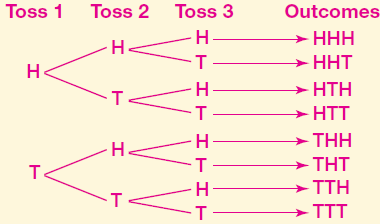 Toss 1 Toss 2 Toss 3 Outcomes
H HHH
H
T HHT
H
H HTH
T
T HTT
H THH
H
T THT
T
H TTH
T
T TTT